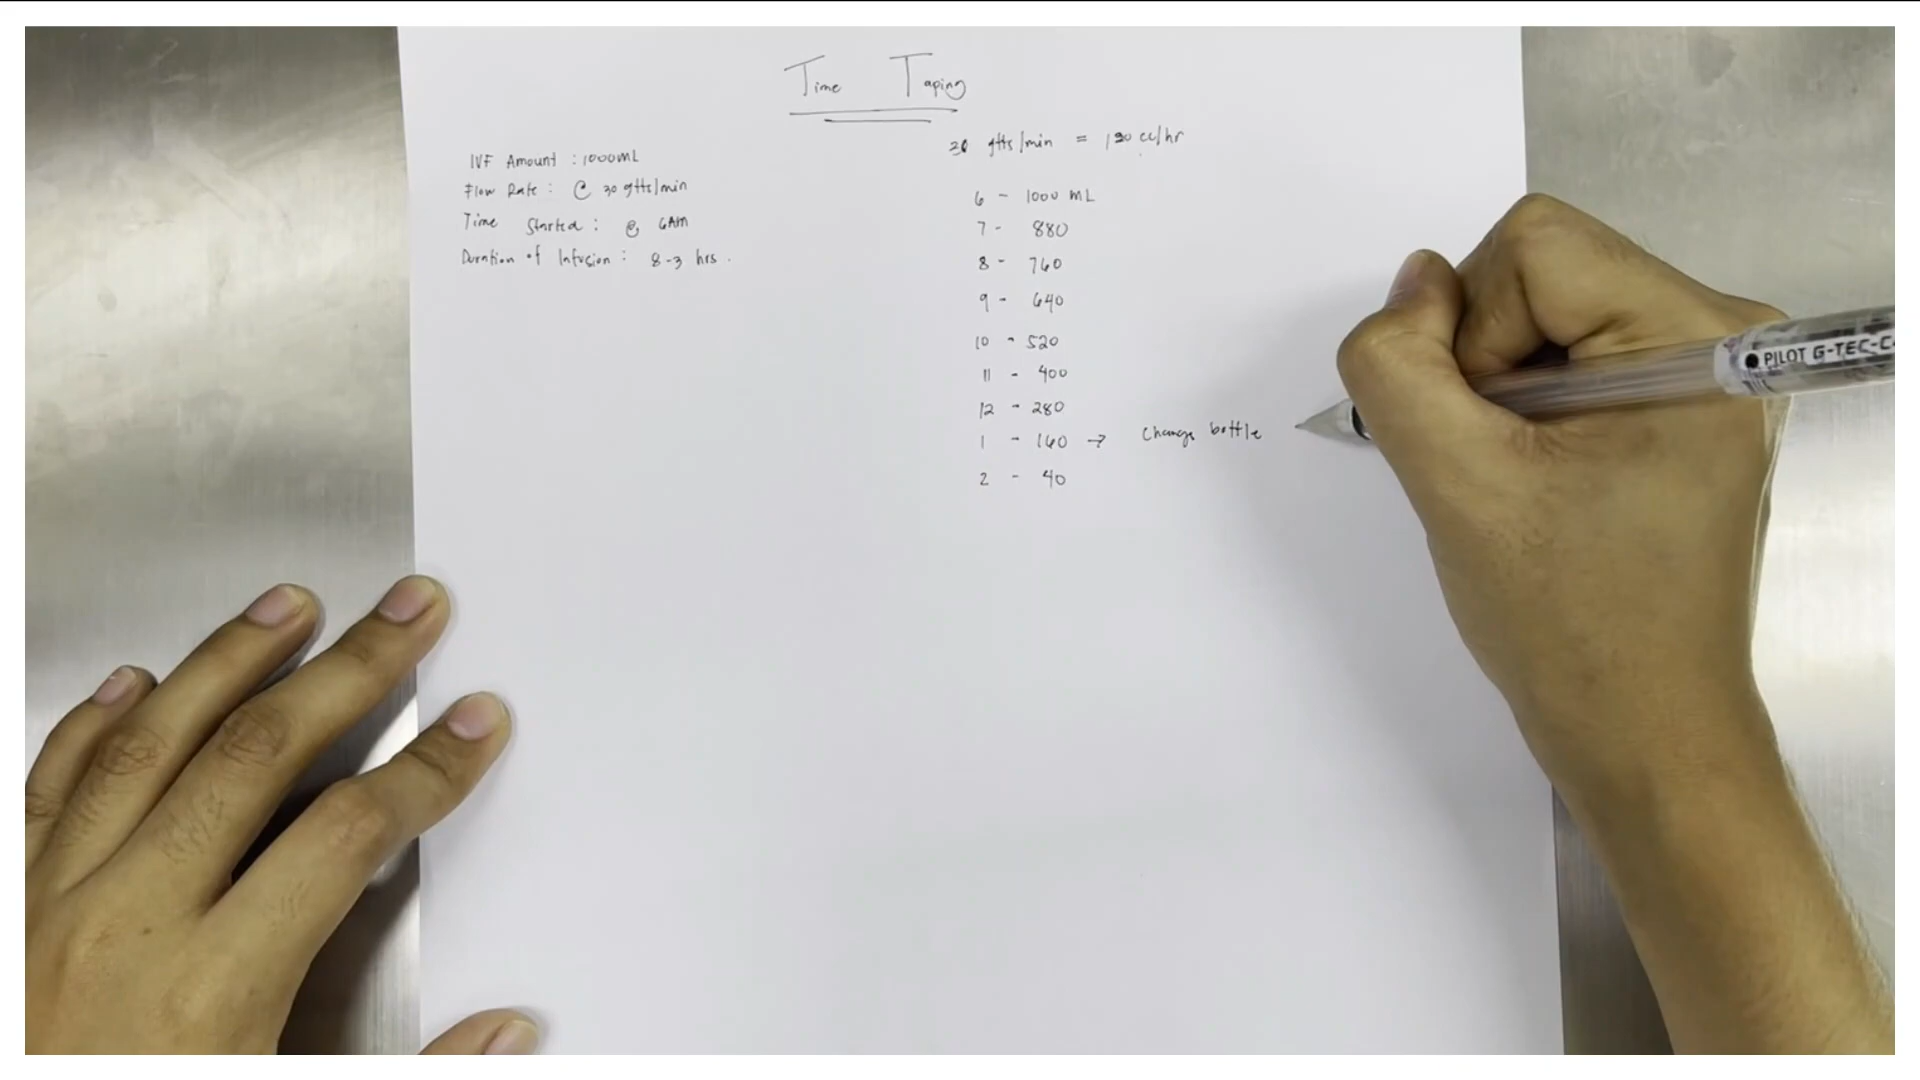 Time Taping
IVF Amount : 1000mL
Flow Rate : @ 30 gtts/min
Time Started : @ 6AM
Duration of Infusion : 8-3 hrs .
30 gtts/min = 120 cc/hr
6 - 1000 mL
7 - 880
8 - 760
9 - 640
10 - 520
11 - 400
12 - 280
1 - 160 → change bottle
2 - 40
PILOT G-TEC-C4